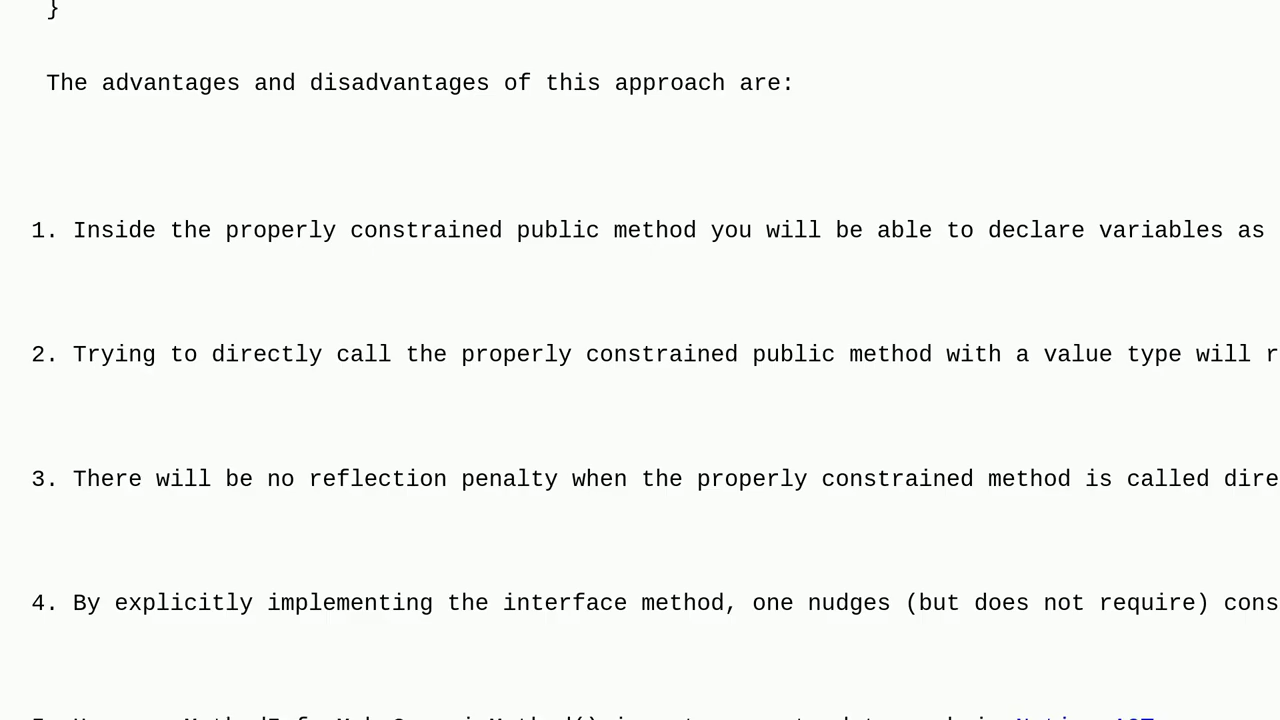 }
The advantages and disadvantages of this approach are:
1. Inside the properly constrained public method you will be able to declare variables as
2. Trying to directly call the properly constrained public method with a value type will r
3. There will be no reflection penalty when the properly constrained method is called dire
4. By explicitly implementing the interface method, one nudges (but does not require) cons